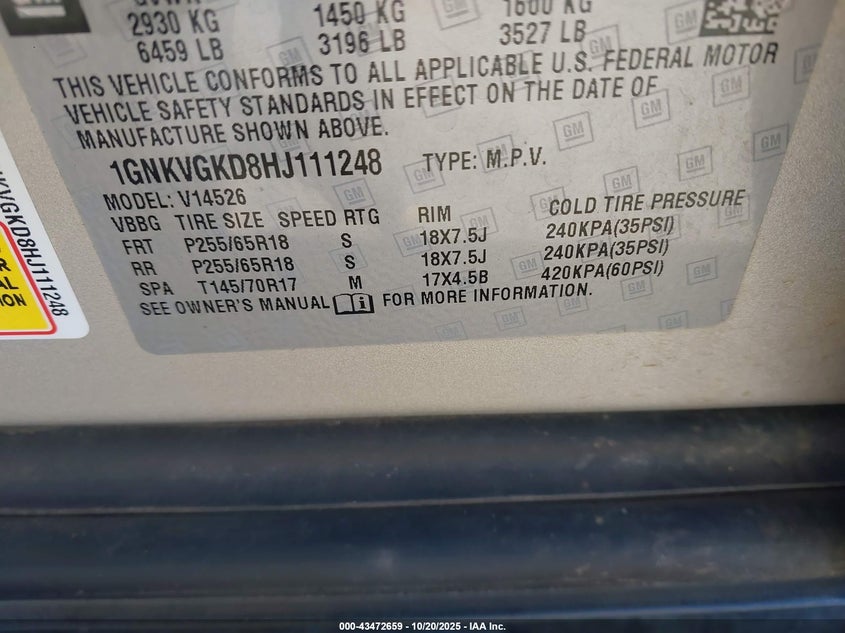 GM
2930 KG 1450 KG 1600 KG
6459 LB 3196 LB 3527 LB
THIS VEHICLE CONFORMS TO ALL APPLICABLE U.S. FEDERAL MOTOR
VEHICLE SAFETY STANDARDS IN EFFECT ON THE DATE OF
MANUFACTURE SHOWN ABOVE.
1GNKVGKD8HJ111248 TYPE: M.P.V.
MODEL: V14526
VBBG TIRE SIZE SPEED RTG RIM COLD TIRE PRESSURE
FRT P255/65R18 S 18X7.5J 240KPA(35PSI)
RR P255/65R18 S 18X7.5J 240KPA(35PSI)
SPA T145/70R17 M 17X4.5B 420KPA(60PSI)
SEE OWNER'S MANUAL FOR MORE INFORMATION.
KVGKD8HJ111248
000-43472659 - 10/20/2025 - IAA Inc.